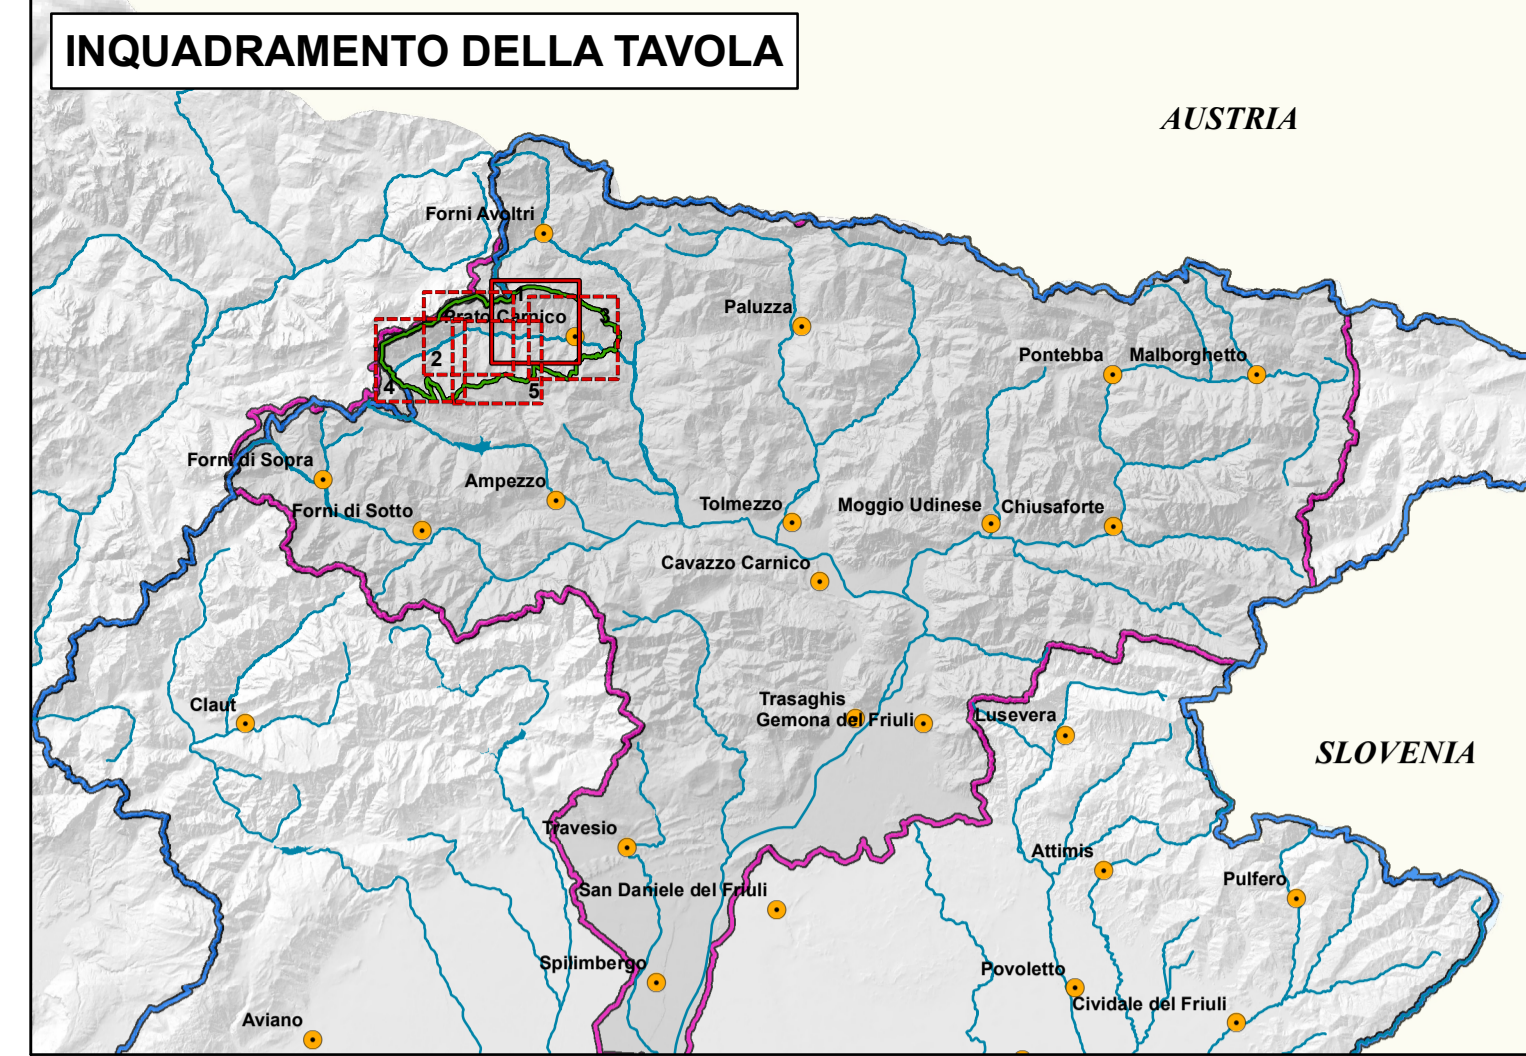 INQUADRAMENTO DELLA TAVOLA
AUSTRIA
Forni Avoltri
1
Prato Carnico
3
Paluzza
2
4
5
Pontebba
Malborghetto
Forni di Sopra
Ampezzo
Forni di Sotto
Tolmezzo
Moggio Udinese
Chiusaforte
Cavazzo Carnico
Claut
Trasaghis
Gemona del Friuli
Lusevera
SLOVENIA
Travesio
Attimis
San Daniele del Friuli
Pulfero
Spilimbergo
Povoletto
Cividale del Friuli
Aviano